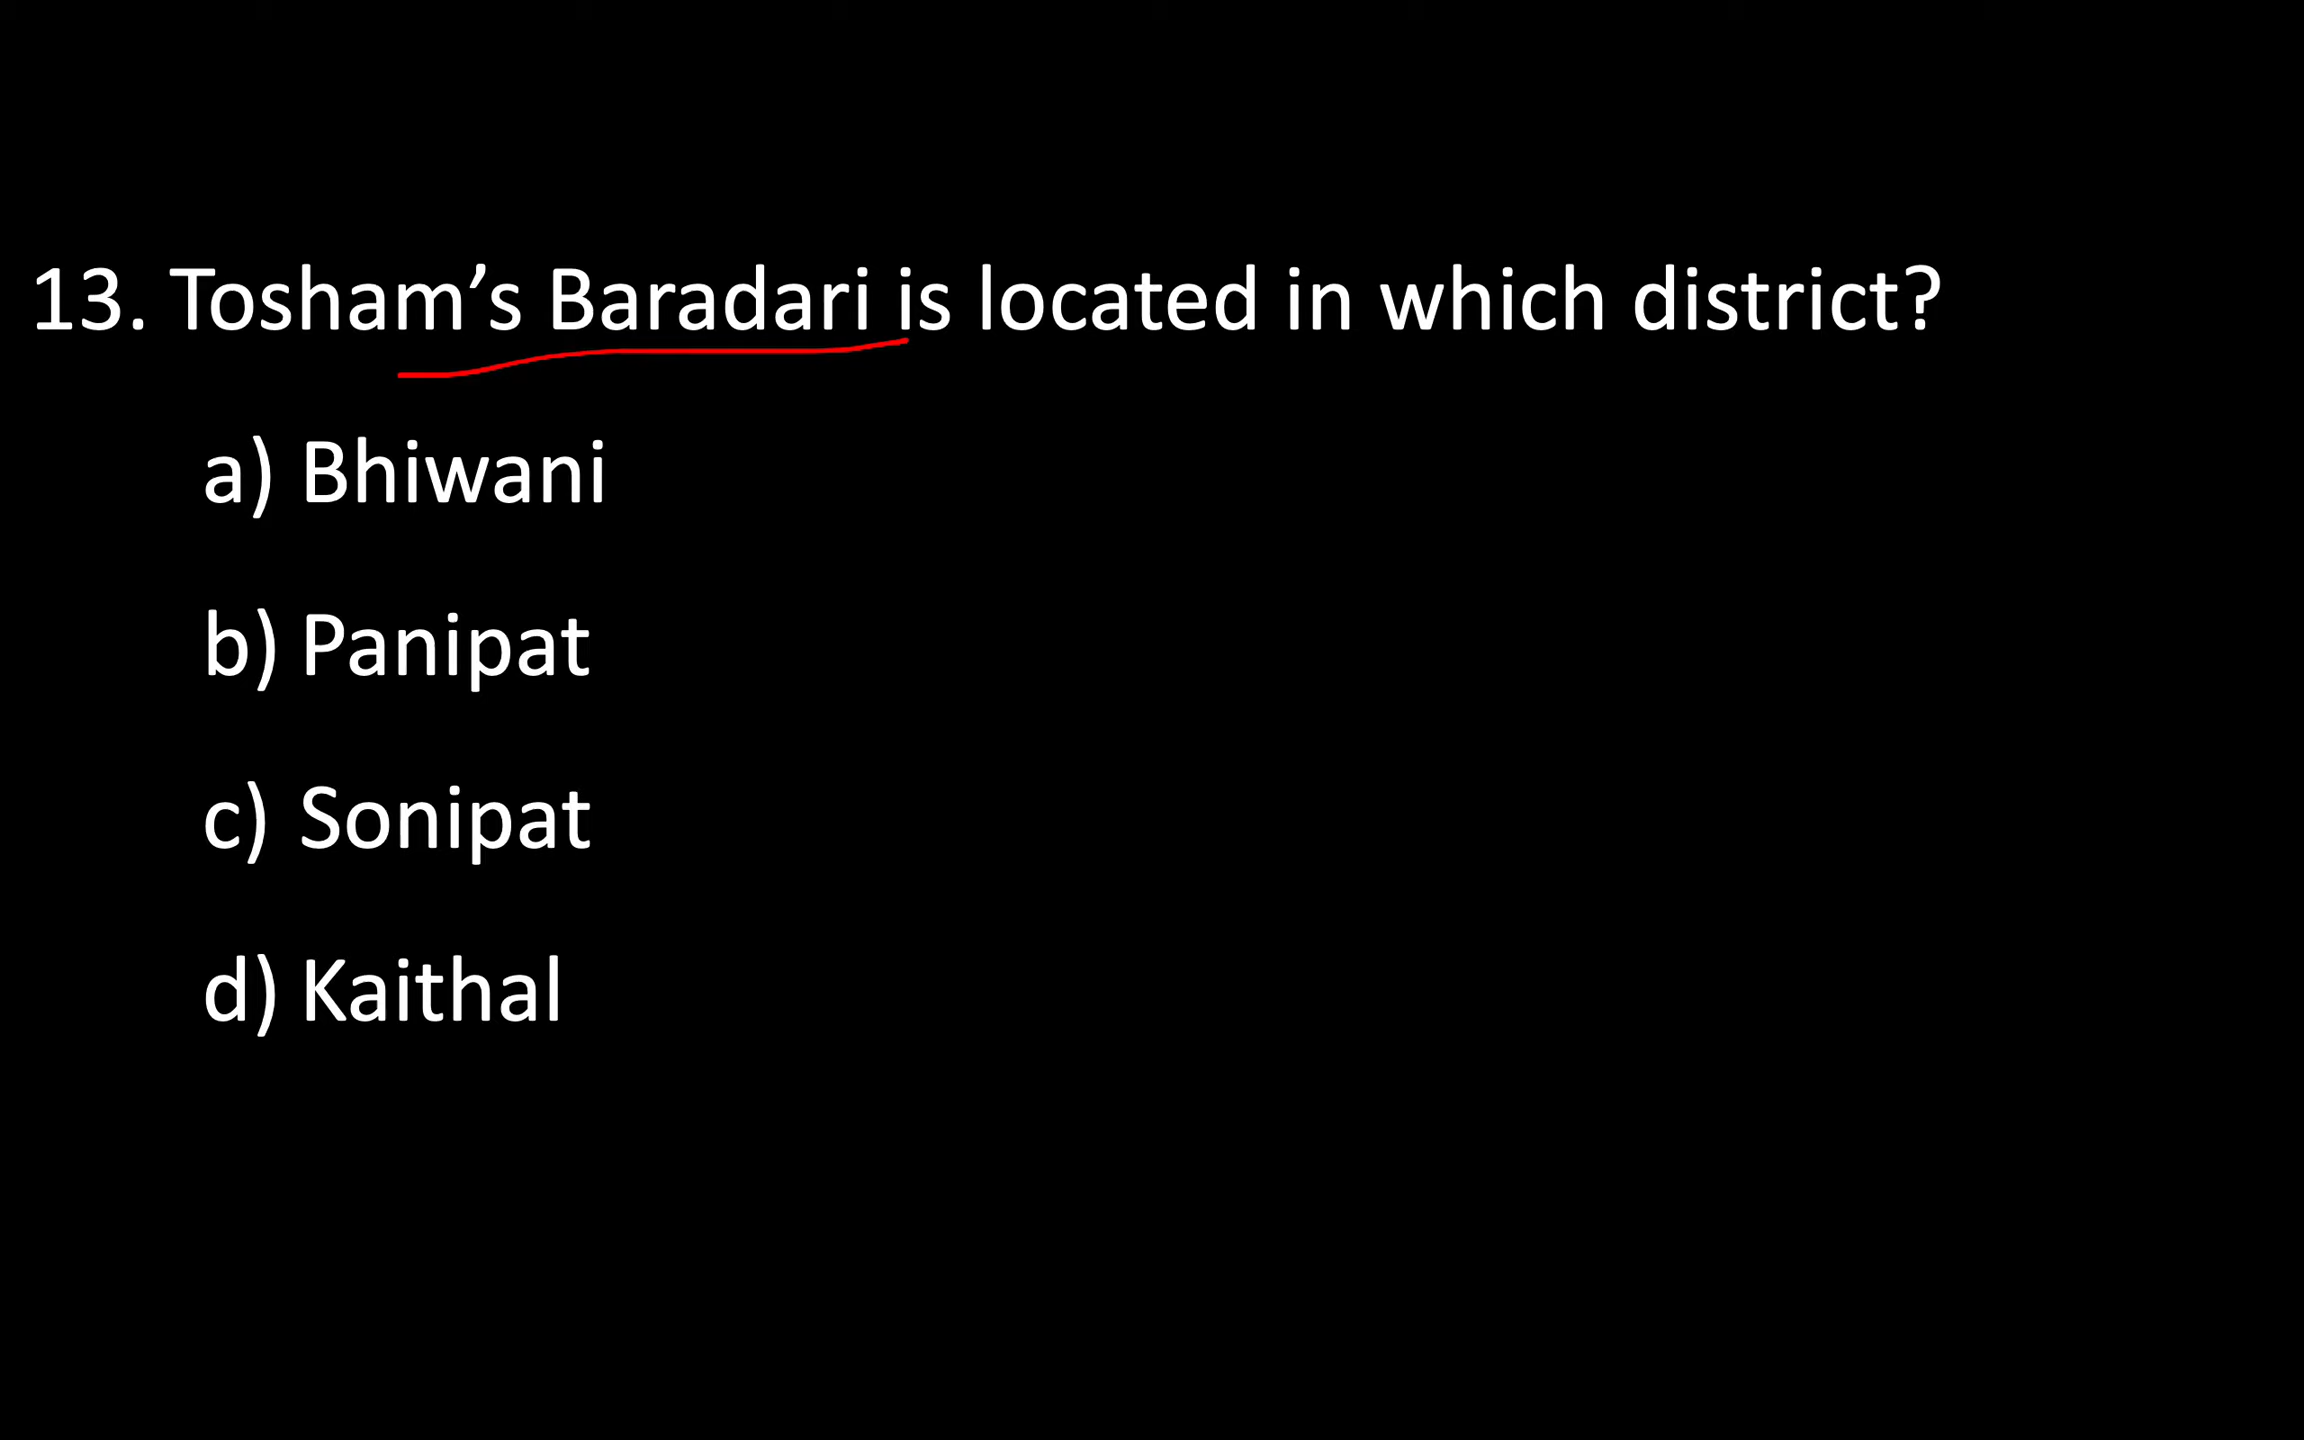 13. Tosham’s Baradari is located in which district?
a) Bhiwani
b) Panipat
c) Sonipat
d) Kaithal